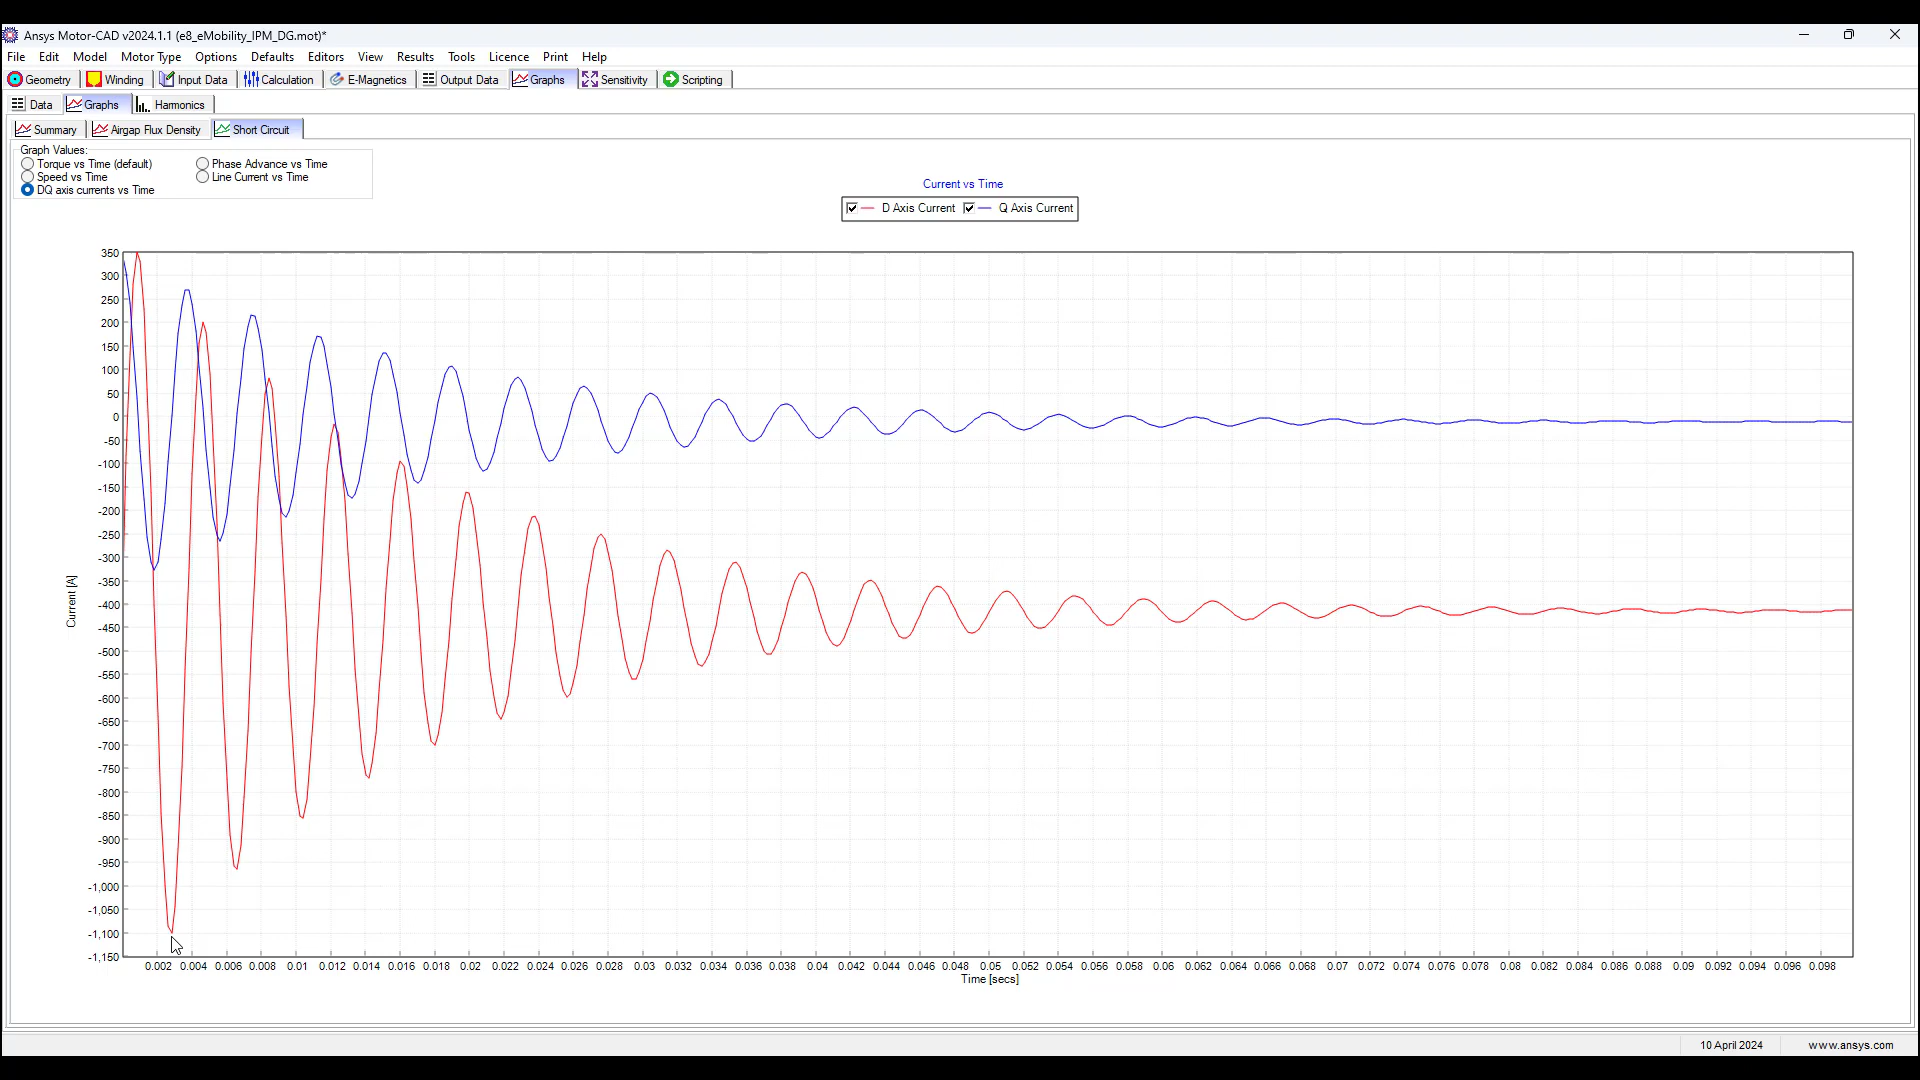 Ansys Motor-CAD v2024.1.1 (e8_eMobility_IPM_DG.mot)*
File Edit Model Motor Type Options Defaults Editors View Results Tools Licence Print Help
Geometry Winding Input Data Calculation E-Magnetics Output Data Graphs Sensitivity Scripting
Data Graphs Harmonics
Summary Airgap Flux Density Short Circuit
Graph Values:
Torque vs Time (default) Phase Advance vs Time
Speed vs Time Line Current vs Time
DQ axis currents vs Time
Current vs Time
D Axis Current Q Axis Current
350
300
250
200
150
100
50
0
-50
-100
-150
-200
-250
-300
-350
-400
-450
-500
-550
-600
-650
-700
-750
-800
-850
-900
-950
-1,000
-1,050
-1,100
-1,150
Current [A]
0.002 0.004 0.006 0.008 0.01 0.012 0.014 0.016 0.018 0.02 0.022 0.024 0.026 0.028 0.03 0.032 0.034 0.036 0.038 0.04 0.042 0.044 0.046 0.048 0.05 0.052 0.054 0.056 0.058 0.06 0.062 0.064 0.066 0.068 0.07 0.072 0.074 0.076 0.078 0.08 0.082 0.084 0.086 0.088 0.09 0.092 0.094 0.096 0.098
Time [secs]
10 April 2024 www.ansys.com